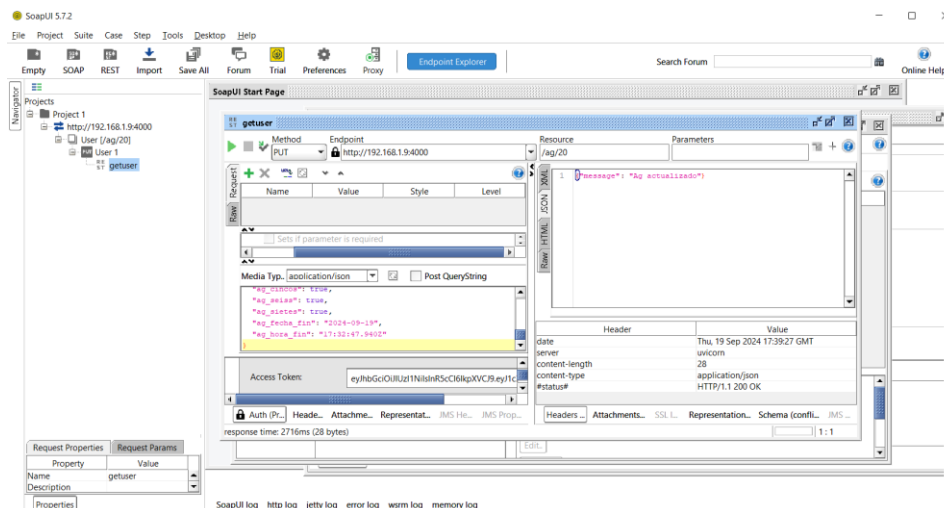 SoapUI 5.7.2
File Project Suite Case Step Tools Desktop Help
Empty SOAP REST Import Save All Forum Trial Preferences Proxy Endpoint Explorer Search Forum Online Help
Navigator
Projects
Project 1
http://192.168.1.9:4000
User [/ag/20]
User 1
getuser
SoapUI Start Page
getuser
Method Endpoint Resource Parameters
PUT http://192.168.1.9:4000 /ag/20
Request
Raw
Name Value Style Level
Sets if parameter is required
Media Typ.. application/json Post QueryString
"ag_cincos": true,
"ag_seiss": true,
"ag_sietes": true,
"ag_fecha_fin": "2024-09-19",
"ag_hora_fin": "17:32:47.940Z"
}
Access Token:
Auth (Pr... Heade... Attachme... Representat... JMS He... JMS Prop...
response time: 2716ms (28 bytes)
XML
JSON
HTML
Raw
1 {"message": "Ag actualizado"}
Header Value
date Thu, 19 Sep 2024 17:39:27 GMT
server uvicorn
content-length 28
content-type application/json
#status# HTTP/1.1 200 OK
Headers ... Attachments... SSL I... Representation... Schema (confli... JMS ...
1 : 1
Edit..
Request Properties Request Params
Property Value
Name getuser
Description
Properties
SoapUI log http log jetty log error log wsrm log memory log